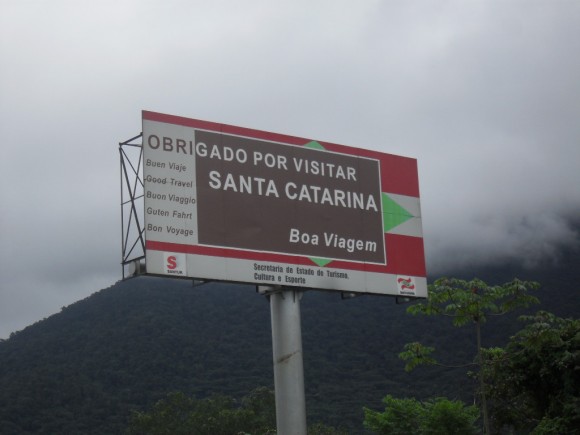 OBRIGADO POR VISITAR
SANTA CATARINA
Boa Viagem
Buen Viaje
Good Travel
Buon Viaggio
Guten Fahrt
Bon Voyage
S
Secretaria de Estado do Turismo,
Cultura e Esporte